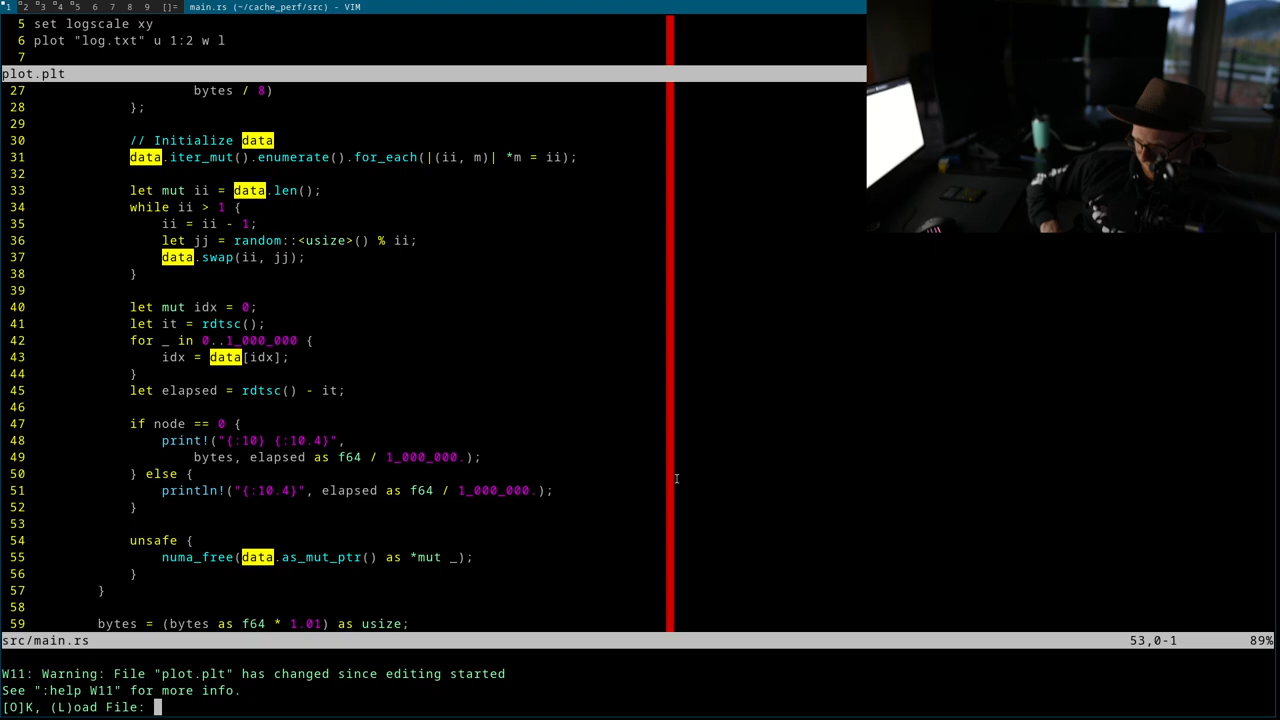 1 2 3 4 5 6 7 8 9 []= main.rs (~/cache_perf/src) - VIM
5 set logscale xy
6 plot "log.txt" u 1:2 w l
7
plot.plt
27                     bytes / 8)
28             };
29
30             // Initialize data
31             data.iter_mut().enumerate().for_each(|(ii, m)| *m = ii);
32
33             let mut ii = data.len();
34             while ii > 1 {
35                 ii = ii - 1;
36                 let jj = random::<usize>() % ii;
37                 data.swap(ii, jj);
38             }
39
40             let mut idx = 0;
41             let it = rdtsc();
42             for _ in 0..1_000_000 {
43                 idx = data[idx];
44             }
45             let elapsed = rdtsc() - it;
46
47             if node == 0 {
48                 print!("{:10} {:10.4}",
49                     bytes, elapsed as f64 / 1_000_000.);
50             } else {
51                 println!("{:10.4}", elapsed as f64 / 1_000_000.);
52             }
53
54             unsafe {
55                 numa_free(data.as_mut_ptr() as *mut _);
56             }
57         }
58
59         bytes = (bytes as f64 * 1.01) as usize;
src/main.rs 53,0-1 89%
W11: Warning: File "plot.plt" has changed since editing started
See ":help W11" for more info.
[O]K, (L)oad File: